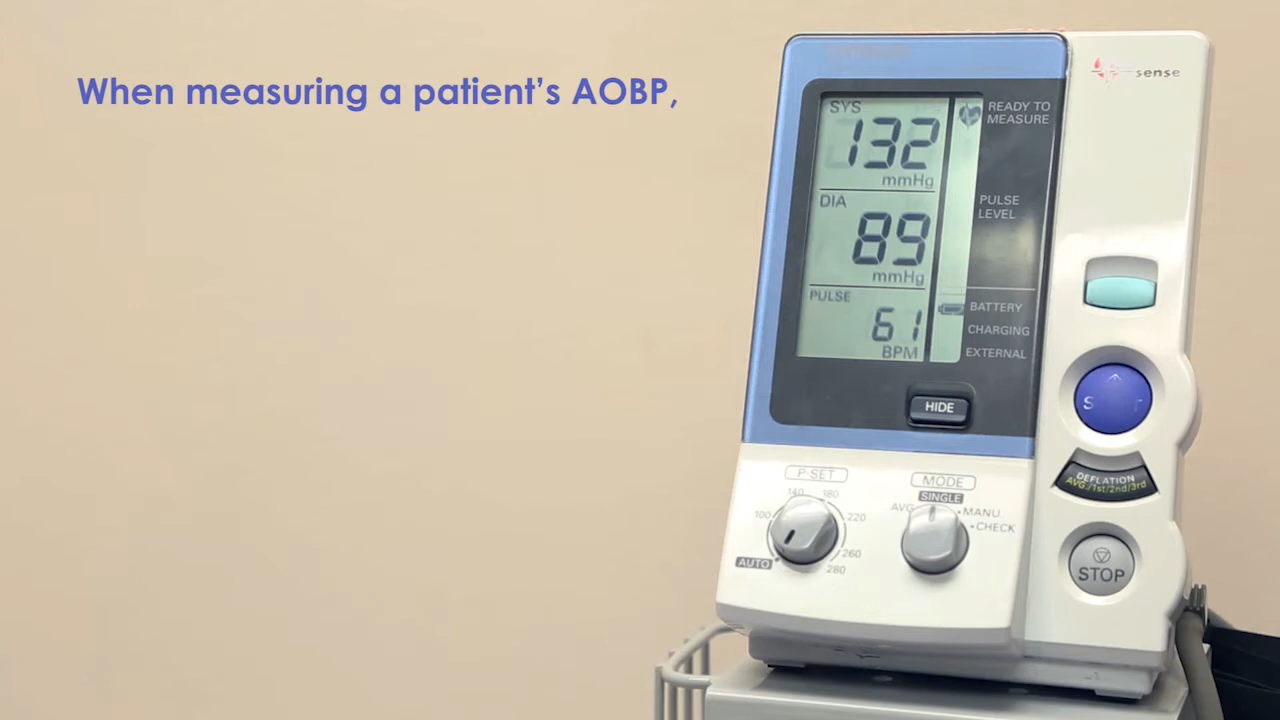 When measuring a patient's AOBP,
sense
SYS
132
mmHg
READY TO
MEASURE
DIA
89
mmHg
PULSE
LEVEL
PULSE
61
BPM
BATTERY
CHARGING
EXTERNAL
HIDE
P-SET
140
180
100
220
260
280
AUTO
MODE
SINGLE
AVG
MANU.
CHECK
DEFLATION
AVG./1st/2nd/3rd
STOP